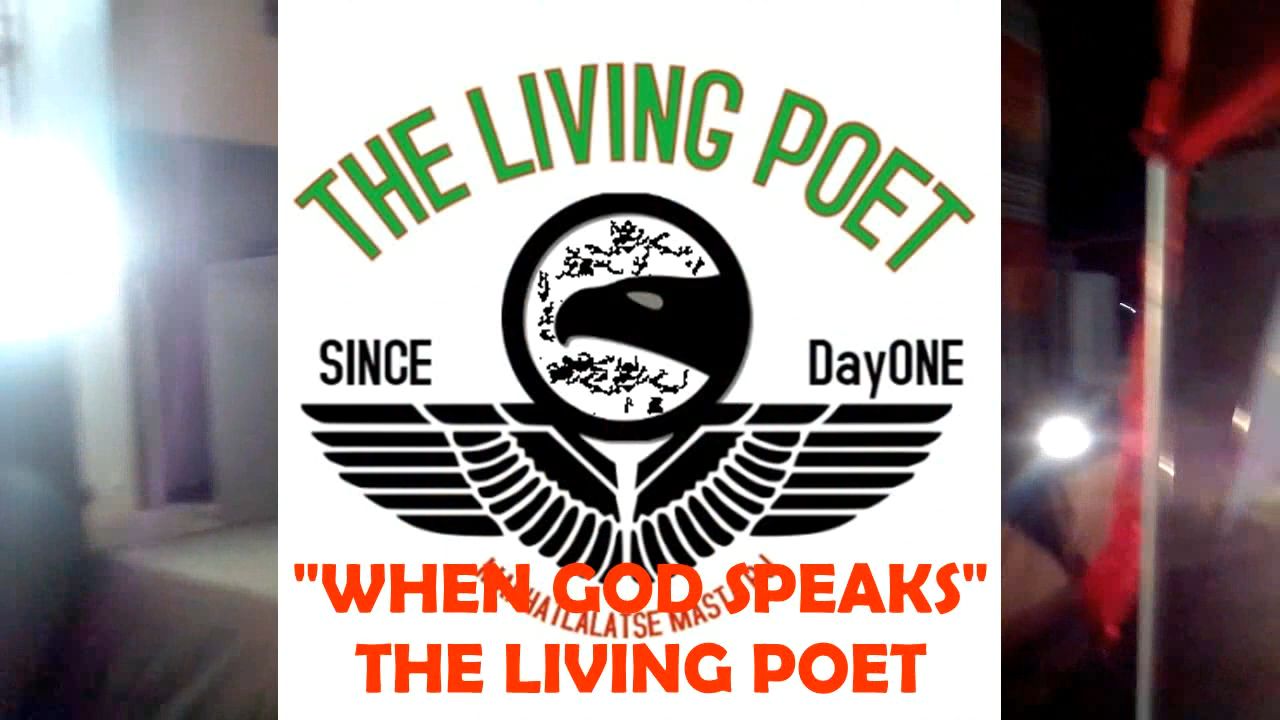 THE LIVING POET
SINCE
DayONE
"WHEN GOD SPEAKS"
THE LIVING POET